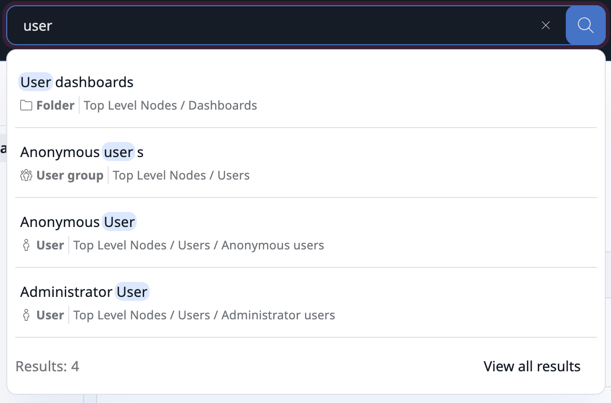 user
User dashboards
Folder Top Level Nodes / Dashboards
Anonymous users
User group Top Level Nodes / Users
Anonymous User
User Top Level Nodes / Users / Anonymous users
Administrator User
User Top Level Nodes / Users / Administrator users
Results: 4 View all results